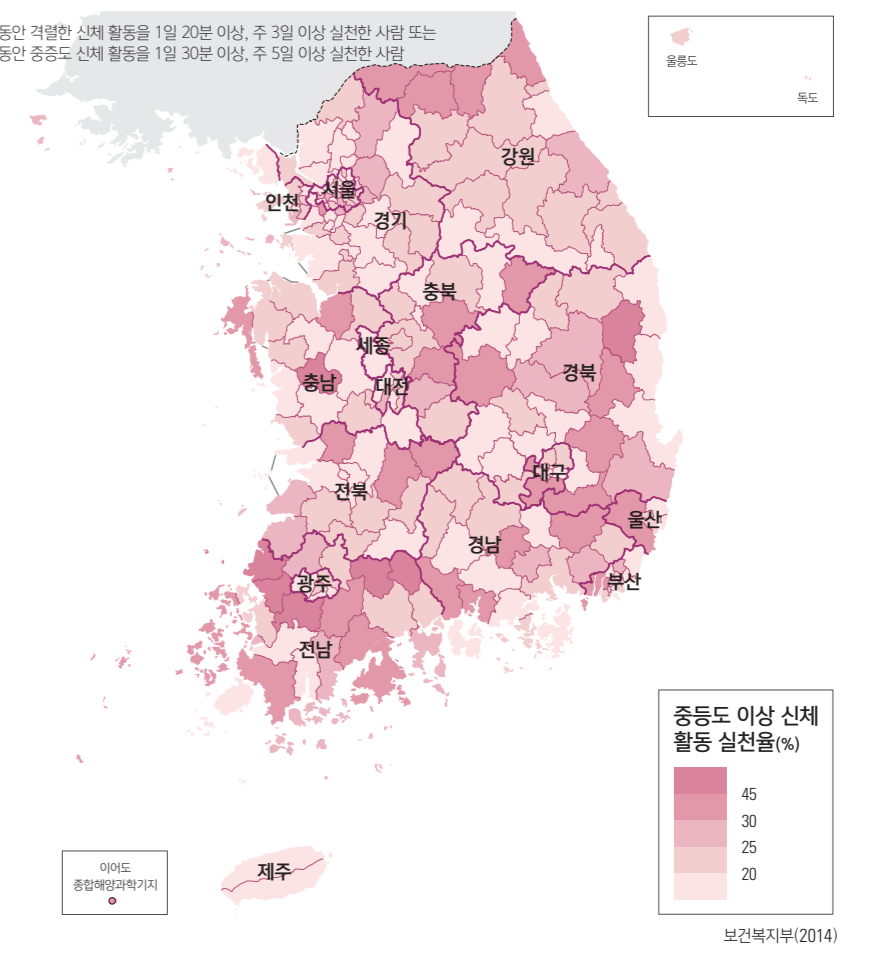 동안 격렬한 신체 활동을 1일 20분 이상, 주 3일 이상 실천한 사람 또는
동안 중증도 신체 활동을 1일 30분 이상, 주 5일 이상 실천한 사람
울릉도
독도
강원
서울
인천
경기
충북
세종
충남
대전
경북
대구
전북
울산
경남
광주
부산
전남
중등도 이상 신체
활동 실천율(%)
45
30
25
20
이어도
종합해양과학기지
제주
보건복지부(2014)